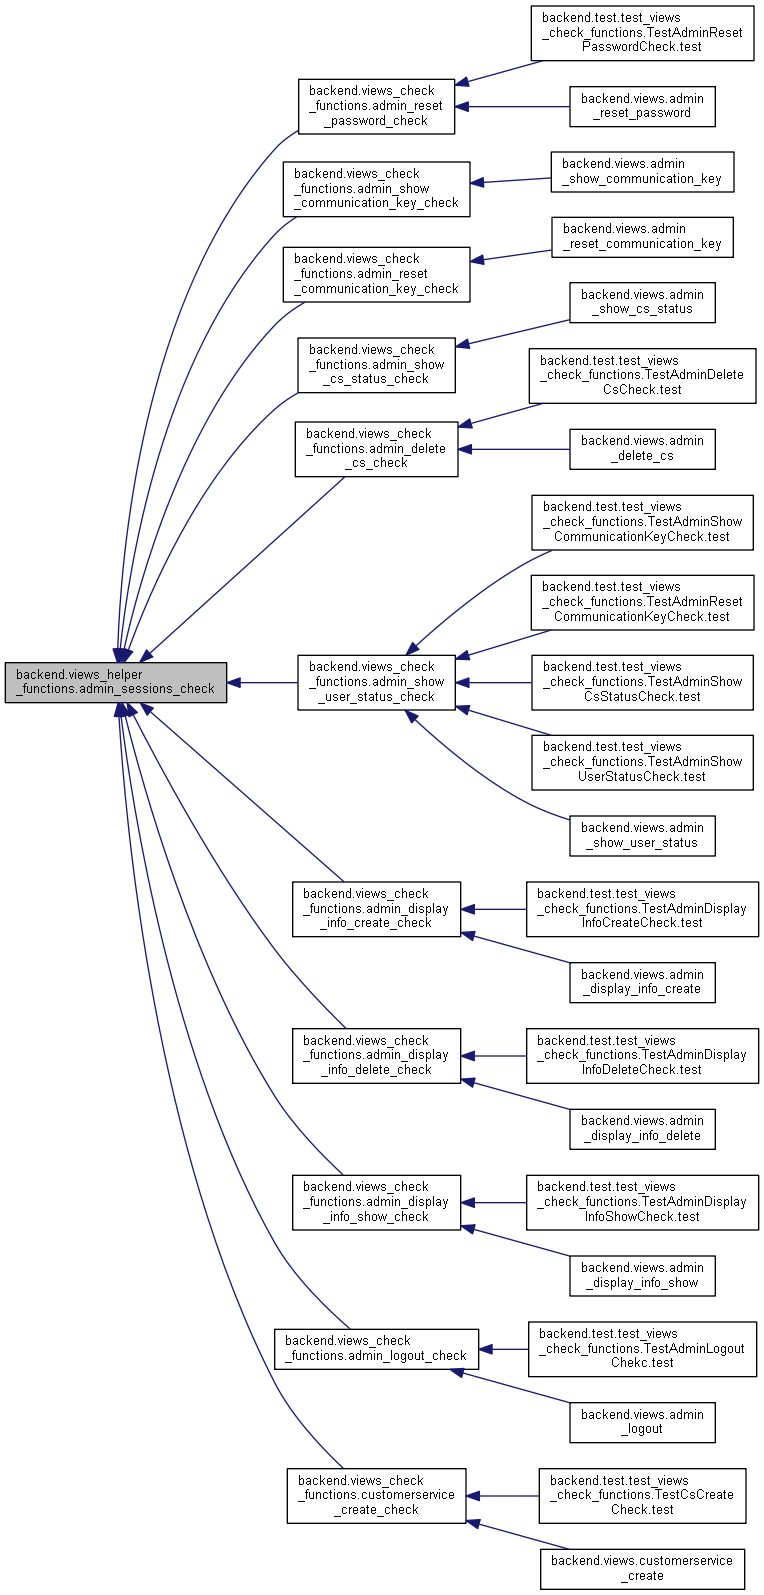 backend.test.test_views
_check_functions.TestAdminReset
PasswordCheck.test
backend.views_check
_functions.admin_reset
_password_check
backend.views.admin
_reset_password
backend.views_check
_functions.admin_show
_communication_key_check
backend.views.admin
_show_communication_key
backend.views_check
_functions.admin_reset
_communication_key_check
backend.views.admin
_reset_communication_key
backend.views_check
_functions.admin_show
_cs_status_check
backend.views.admin
_show_cs_status
backend.test.test_views
_check_functions.TestAdminDelete
CsCheck.test
backend.views_check
_functions.admin_delete
_cs_check
backend.views.admin
_delete_cs
backend.test.test_views
_check_functions.TestAdminShow
CommunicationKeyCheck.test
backend.test.test_views
_check_functions.TestAdminReset
CommunicationKeyCheck.test
backend.views_helper
_functions.admin_sessions_check
backend.views_check
_functions.admin_show
_user_status_check
backend.test.test_views
_check_functions.TestAdminShow
CsStatusCheck.test
backend.test.test_views
_check_functions.TestAdminShow
UserStatusCheck.test
backend.views.admin
_show_user_status
backend.views_check
_functions.admin_display
_info_create_check
backend.test.test_views
_check_functions.TestAdminDisplay
InfoCreateCheck.test
backend.views.admin
_display_info_create
backend.views_check
_functions.admin_display
_info_delete_check
backend.test.test_views
_check_functions.TestAdminDisplay
InfoDeleteCheck.test
backend.views.admin
_display_info_delete
backend.views_check
_functions.admin_display
_info_show_check
backend.test.test_views
_check_functions.TestAdminDisplay
InfoShowCheck.test
backend.views.admin
_display_info_show
backend.views_check
_functions.admin_logout_check
backend.test.test_views
_check_functions.TestAdminLogout
Chekc.test
backend.views.admin
_logout
backend.views_check
_functions.customerservice
_create_check
backend.test.test_views
_check_functions.TestCsCreate
Check.test
backend.views.customerservice
_create